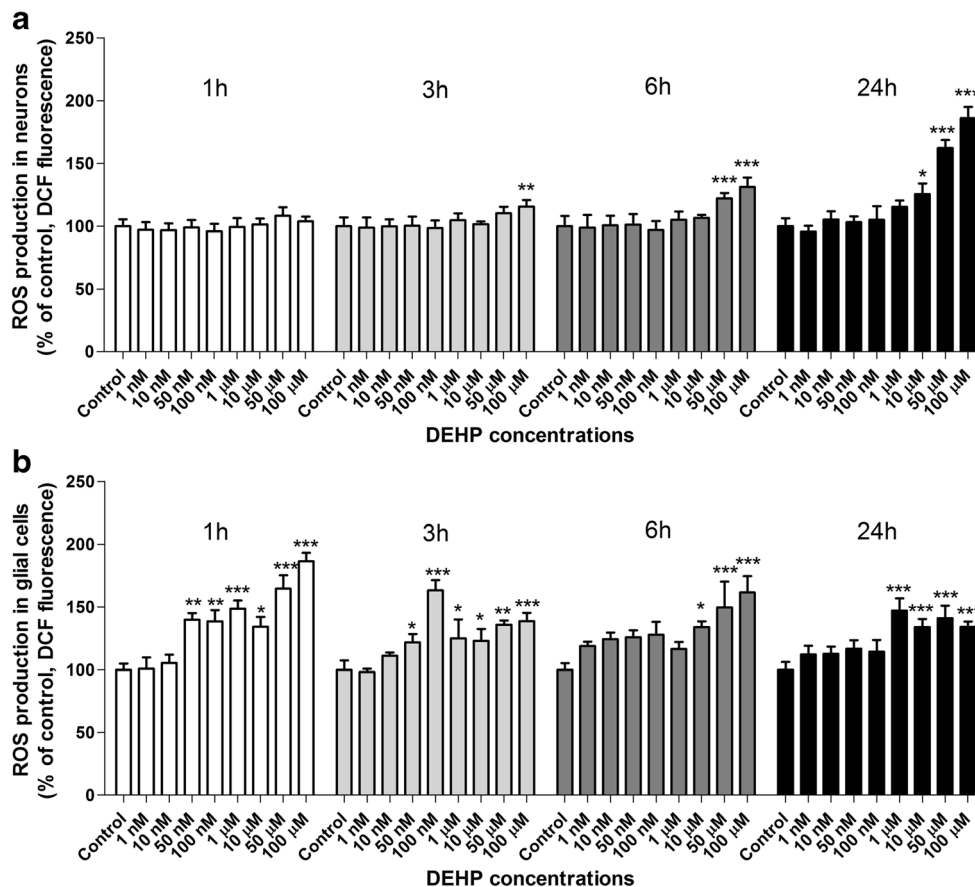 a
ROS production in neurons
(% of control, DCF fluorescence)
250
200
150
100
50
0
1h
3h
6h
24h
**
***
***
*
***
***
Control
1 nM
10 nM
50 nM
100 nM
1 μM
10 μM
50 μM
100 μM
Control
1 nM
10 nM
50 nM
100 nM
1 μM
10 μM
50 μM
100 μM
Control
1 nM
10 nM
50 nM
100 nM
1 μM
10 μM
50 μM
100 μM
Control
1 nM
10 nM
50 nM
100 nM
1 μM
10 μM
50 μM
100 μM
DEHP concentrations
b
ROS production in glial cells
(% of control, DCF fluorescence)
250
200
150
100
50
0
1h
3h
6h
24h
**
**
***
*
***
***
*
***
*
*
**
***
*
***
***
***
***
***
***
Control
1 nM
10 nM
50 nM
100 nM
1 μM
10 μM
50 μM
100 μM
Control
1 nM
10 nM
50 nM
100 nM
1 μM
10 μM
50 μM
100 μM
Control
1 nM
10 nM
50 nM
100 nM
1 μM
10 μM
50 μM
100 μM
Control
1 nM
10 nM
50 nM
100 nM
1 μM
10 μM
50 μM
100 μM
DEHP concentrations